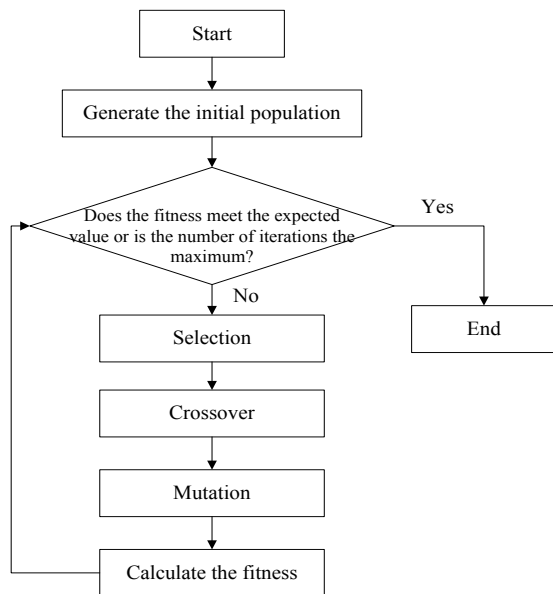 Start
Generate the initial population
Does the fitness meet the expected
value or is the number of iterations the
maximum?
Yes
No
End
Selection
Crossover
Mutation
Calculate the fitness